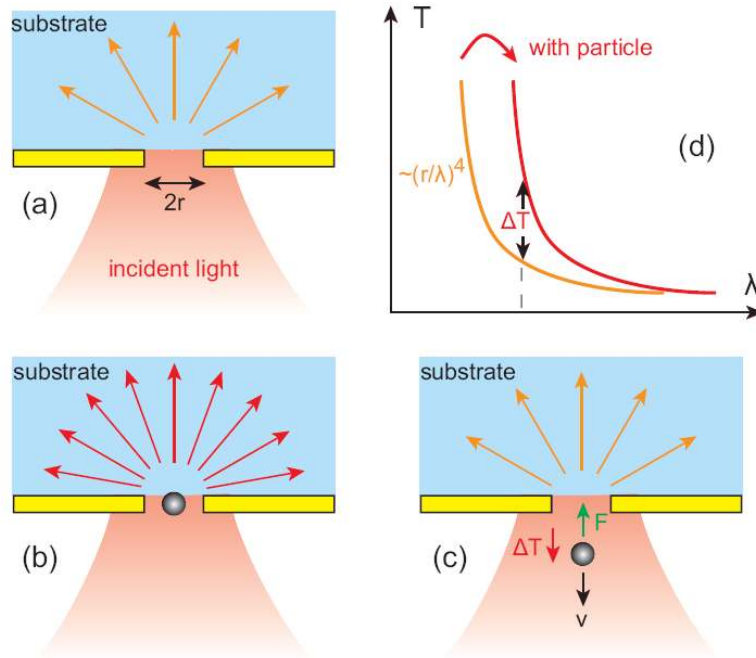 substrate
2r
(a)
incident light
T
with particle
(d)
~(r/λ)⁴
ΔT
λ
substrate
(b)
substrate
F
ΔT
(c)
v